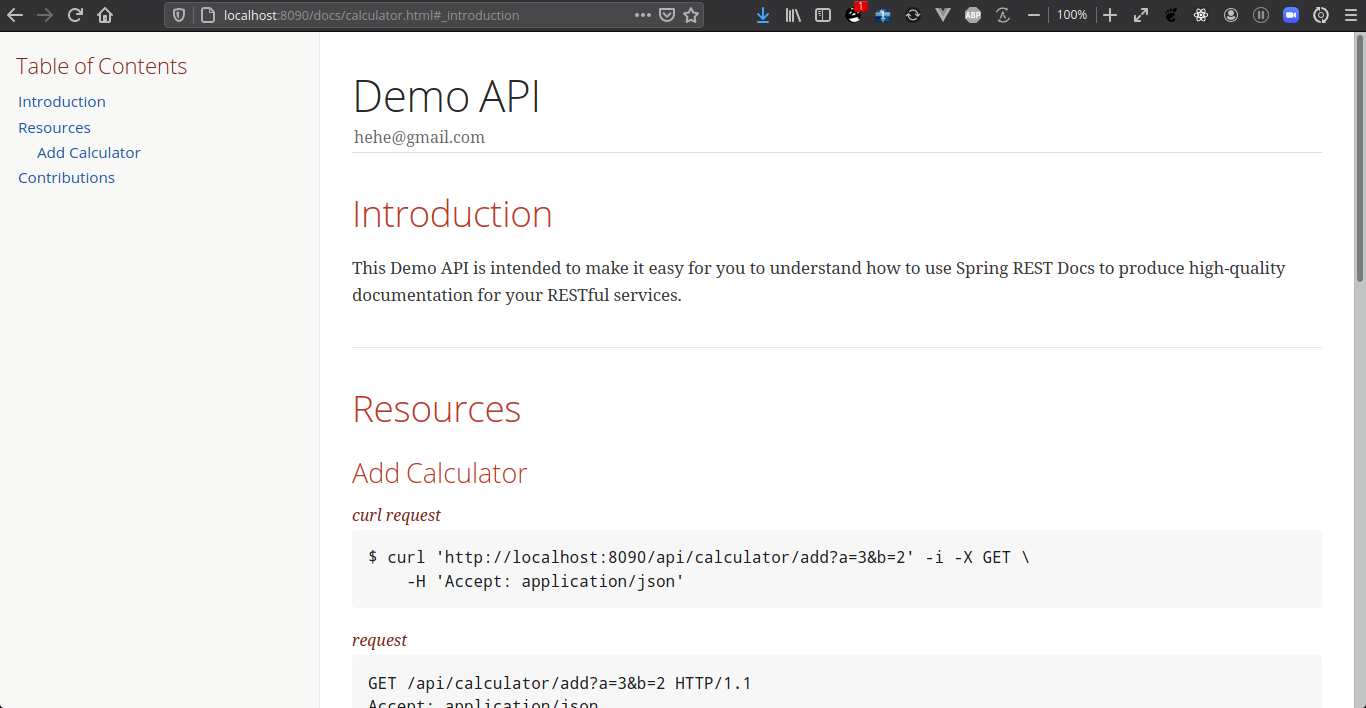 localhost:8090/docs/calculator.html#_introduction
1
ABP
100%
Table of Contents
Introduction
Resources
Add Calculator
Contributions
Demo API
hehe@gmail.com
Introduction
This Demo API is intended to make it easy for you to understand how to use Spring REST Docs to produce high-quality
documentation for your RESTful services.
Resources
Add Calculator
curl request
$ curl 'http://localhost:8090/api/calculator/add?a=3&b=2' -i -X GET \
    -H 'Accept: application/json'
request
GET /api/calculator/add?a=3&b=2 HTTP/1.1
Accept: application/json